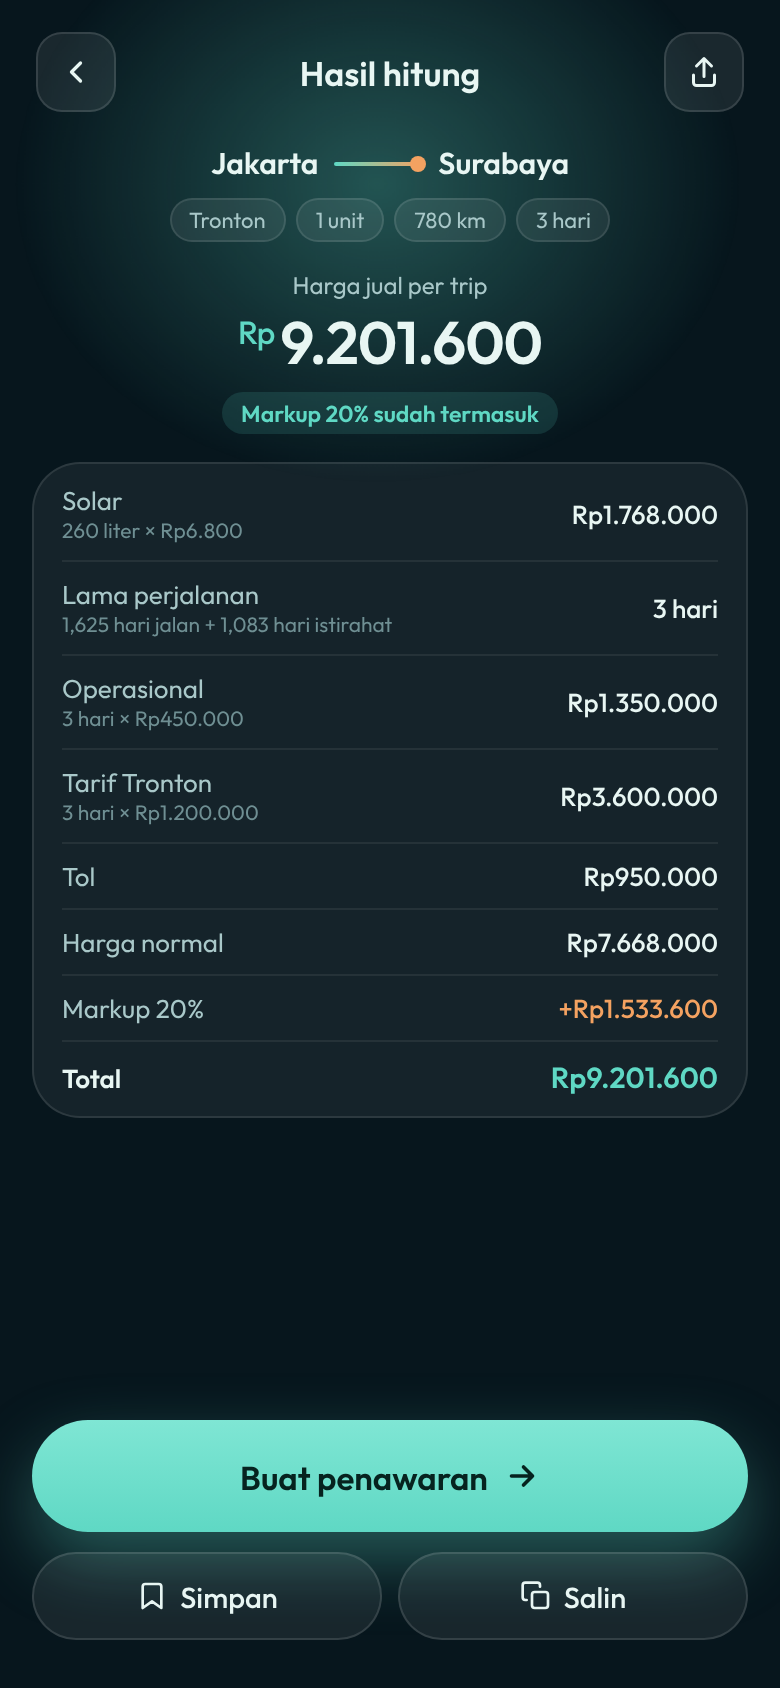 Hasil hitung
Jakarta Surabaya
Tronton 1 unit 780 km 3 hari
Harga jual per trip
Rp 9.201.600
Markup 20% sudah termasuk
Solar
260 liter × Rp6.800
Rp1.768.000
Lama perjalanan
1,625 hari jalan + 1,083 hari istirahat
3 hari
Operasional
3 hari × Rp450.000
Rp1.350.000
Tarif Tronton
3 hari × Rp1.200.000
Rp3.600.000
Tol Rp950.000
Harga normal Rp7.668.000
Markup 20% +Rp1.533.600
Total Rp9.201.600
Buat penawaran
Simpan Salin